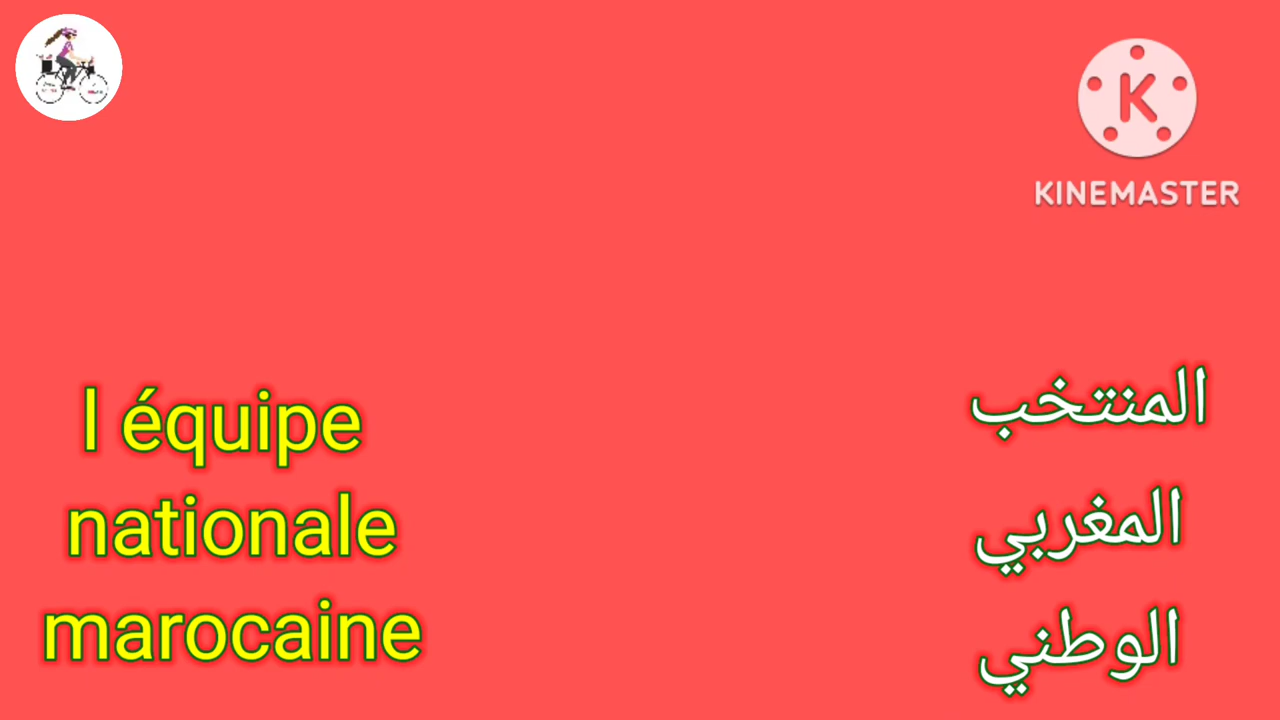 K
KINEMASTER
l équipe
nationale
marocaine
المنتخب
المغربي
الوطني